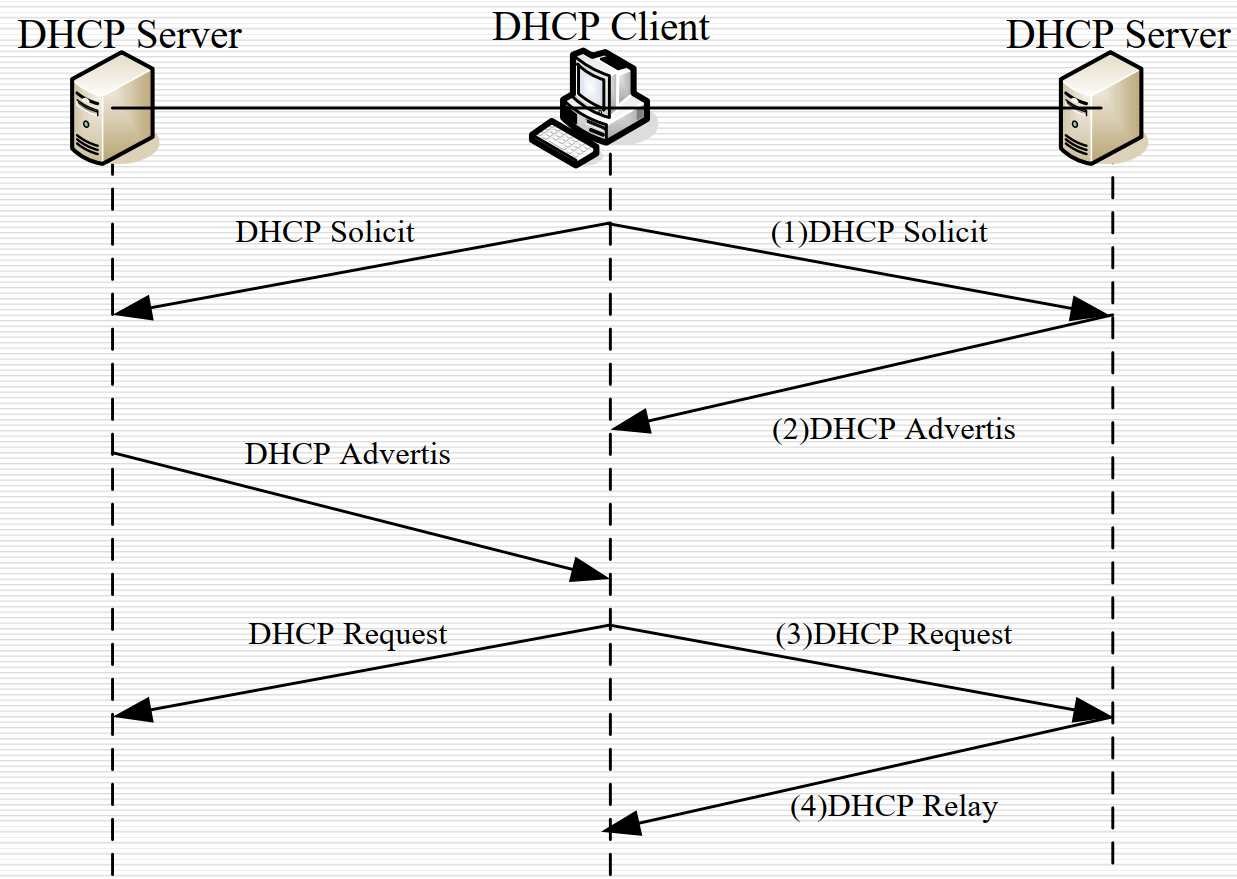 DHCP Server
DHCP Client
DHCP Server
DHCP Solicit
(1)DHCP Solicit
(2)DHCP Advertis
DHCP Advertis
DHCP Request
(3)DHCP Request
(4)DHCP Relay